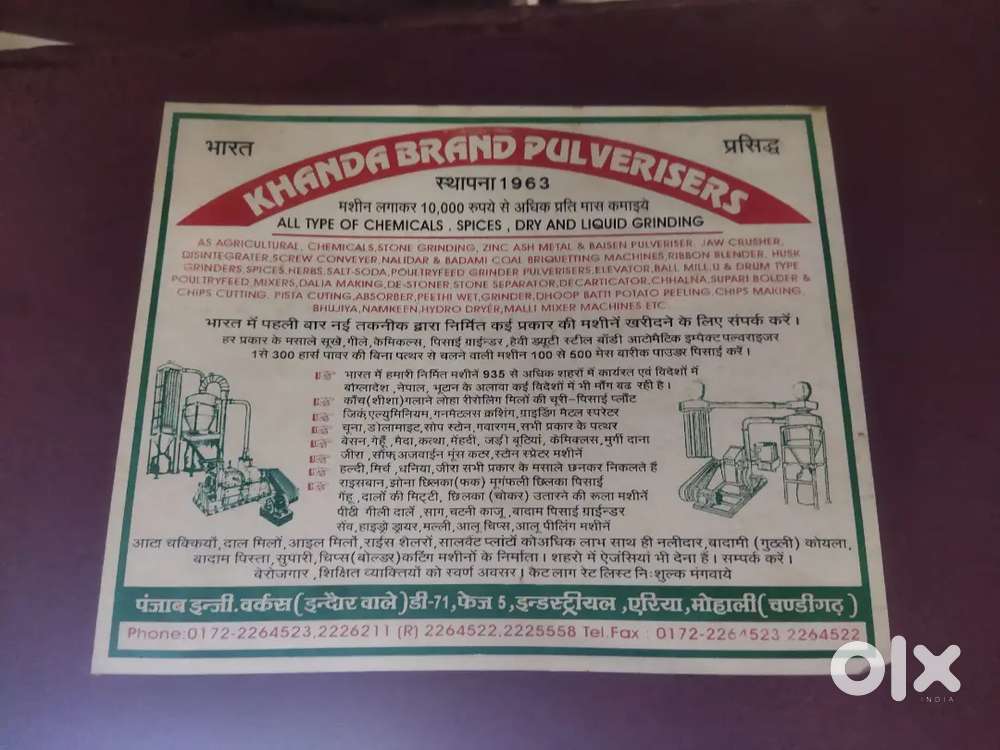 भारत
प्रसिद्ध
KHANDA BRAND PULVERISERS
स्थापना 1963
मशीन लगाकर 10,000 रुपये से अधिक प्रति मास कमाइये
ALL TYPE OF CHEMICALS . SPICES , DRY AND LIQUID GRINDING
AS AGRICULTURAL, CHEMICALS,STONE GRINDING, ZINC ASH METAL & BAISEN PULVERISER, JAW CRUSHER,
DISINTEGRATER,SCREW CONVEYER,NALIDAR & BADAMI COAL BRIQUETTING MACHINES,RIBBON BLENDER, HUSK
GRINDERS,SPICES,HERBS,SALT-SODA,POULTRYFEED GRINDER PULVERISERS,ELEVATOR,BALL MILL,U & DRUM TYPE
POULTRYFEED,MIXERS,DALIA MAKING,DE-STONER,STONE SEPARATOR,DECARTICATOR,CHHALNA,SUPARI BOLDER &
CHIPS CUTTING, PISTA CUTING,ABSORBER,PEETHI WET,GRINDER,DHOOP BATTI POTATO PEELING,CHIPS MAKING,
BHUJIYA,NAMKEEN,HYDRO DRYER,MALLI MIXER MACHINES ETC.
भारत में पहली बार नई तकनीक द्वारा निर्मित कई प्रकार की मशीनें खरीदने के लिए संपर्क करें ।
हर प्रकार के मसाले सूखे,गीले,केमिकल्स, पिसाई ग्राईन्डर ,हेवी ड्यूटी स्टील बॉडी आटोमैटिक इम्पैक्ट पल्वराइजर
1से 300 हार्स पावर की बिना पत्थर से चलने वाली मशीन 100 से 500 मेस बारीक पाऊडर पिसाई करें ।
भारत में हमारी निर्मित मशीनें 935 से अधिक शहरों में कार्यरत एवं विदेशों में
बोंग्लादेश ,नेपाल, भूटान के अलावा कई विदेशों में भी माँग बढ रही है ।
काँच(शीशा)गलाने लोहा रीरोलिंग मिलों की चूरी-पिसाई प्लाँट
जिकं,एल्युमिनियम,गनमैटलस क्रशिंग,ग्राइडिंग मैटल स्परेटर
चूना,डोलामाइट,सोप स्टोन,गवारगम,सभी प्रकार के पत्थर
बेसन,गेहूँ , मैदा,कत्था, मेंहदी, जड़ी बूटियां, केमिक्लस,मुर्गी दाना
जीरा ,सौंफ,अजवाईन मूंस कटर,स्टोन स्प्रेटर मशीनें
हल्दी,मिर्च , धनिया,जीरा सभी प्रकार के मसाले छनकर निकलते हैं
राइसबान,झोना छिलका(फक) मूगंफली छिलका पिसाई
गेंहू ,दालों की मिट्टी, छिलका (चोकर) उतारने की रूला मशीनें
पीठी गीली दालें ,साग,चटनी काजू ,बादाम पिसाई ग्राईन्डर
सेंव,हाइड्रो ड्रायर,मल्ली,आलू चिप्स,आलू पीलिंग मशीनें
आटा चक्कियाँ,दाल मिलों,आइल मिलों,राईस शैलरों,सालवेंट प्लांटों कोअधिक लाभ साथ ही नलीदार,बादामी (गुठली) कोयला,
बादाम पिस्ता,सुपारी,चिप्स(बोल्डर)कटिंग मशीनों के निर्माता । शहरो में ऐजंसियां भी देना है । सम्पर्क करें ।
बेरोजगार ,शिक्षित व्याक्तियों को स्वर्ण अवसर । कैटलाग रेट लिस्ट निःशुल्क मंगवाये
पंजाब इन्जी.वर्कस(इन्दौर वाले)डी-71,फेज 5,इन्डस्ट्रीयल ,एरिया,मोहाली(चण्डीगढ़)
Phone:0172-2264523,2226211 (R) 2264522,2225558 Tel.Fax : 0172-2264523 2264522
olx
INDIA